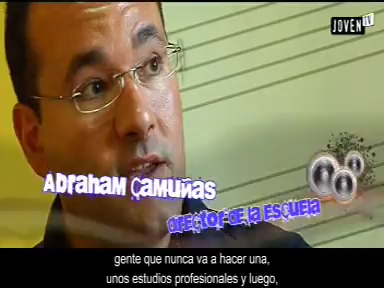 JOVEN TV
Abraham Camuñas
Director de la Escuela
gente que nunca va a hacer una,
unos estudios profesionales y luego,